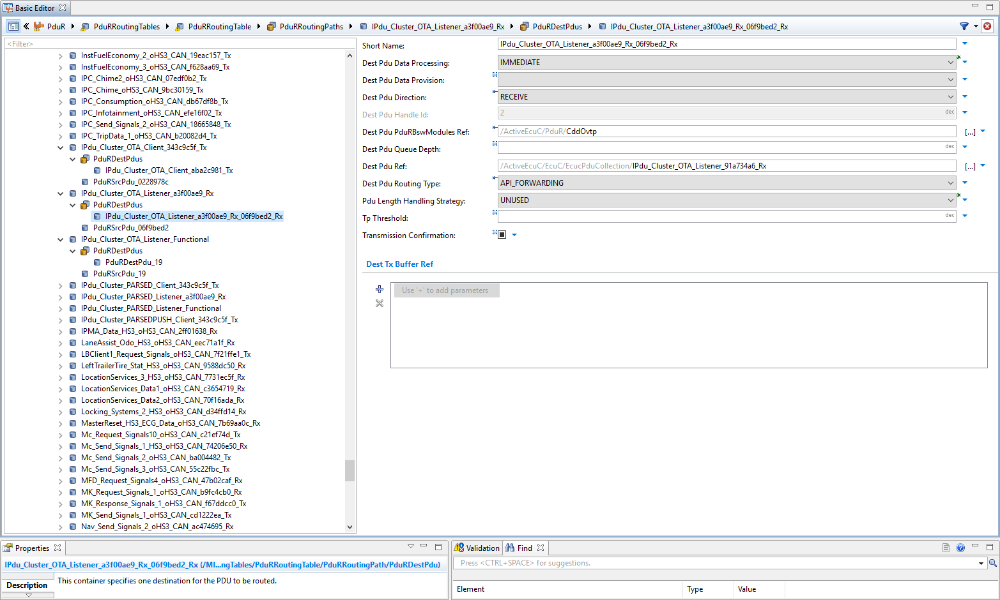 Basic Editor
PduR PduRRoutingTables PduRRoutingTable PduRRoutingPaths IPdu_Cluster_OTA_Listener_a3f00ae9_Rx PduRDestPdus IPdu_Cluster_OTA_Listener_a3f00ae9_Rx_06f9bed2_Rx
<Filter>
InstFuelEconomy_2_oHS3_CAN_19eac157_Tx
InstFuelEconomy_3_oHS3_CAN_f628aa69_Tx
IPC_Chime2_oHS3_CAN_07edf0b2_Tx
IPC_Chime_oHS3_CAN_9bc30159_Tx
IPC_Consumption_oHS3_CAN_db67df8b_Tx
IPC_Infotainment_oHS3_CAN_efe16f02_Tx
IPC_Send_Signals_2_oHS3_CAN_18665848_Tx
IPC_TripData_1_oHS3_CAN_b20082d4_Tx
IPdu_Cluster_OTA_Client_343c9c5f_Tx
PduRDestPdus
IPdu_Cluster_OTA_Client_aba2c981_Tx
PduRSrcPdu_0228978c
IPdu_Cluster_OTA_Listener_a3f00ae9_Rx
PduRDestPdus
IPdu_Cluster_OTA_Listener_a3f00ae9_Rx_06f9bed2_Rx
PduRSrcPdu_06f9bed2
IPdu_Cluster_OTA_Listener_Functional
PduRDestPdus
PduRDestPdu_19
PduRSrcPdu_19
IPdu_Cluster_PARSED_Client_343c9c5f_Tx
IPdu_Cluster_PARSED_Listener_a3f00ae9_Rx
IPdu_Cluster_PARSED_Listener_Functional
IPdu_Cluster_PARSEDPUSH_Client_343c9c5f_Tx
IPMA_Data_HS3_oHS3_CAN_2ff01638_Rx
LaneAssist_Odo_HS3_oHS3_CAN_eec71a1f_Rx
LBClient1_Request_Signals_oHS3_CAN_7f21ffe1_Tx
LeftTrailerTire_Stat_HS3_oHS3_CAN_9588dc50_Rx
LocationServices_3_HS3_oHS3_CAN_7731ec5f_Rx
LocationServices_Data1_oHS3_CAN_c3654719_Rx
LocationServices_Data2_oHS3_CAN_70f16ada_Rx
Locking_Systems_2_HS3_oHS3_CAN_d34ffd14_Rx
MasterReset_HS3_ECG_Data_oHS3_CAN_7b69aa0c_Rx
Mc_Request_Signals10_oHS3_CAN_c21ef74d_Tx
Mc_Send_Signals_1_HS3_oHS3_CAN_74206e50_Rx
Mc_Send_Signals_2_oHS3_CAN_ba004482_Tx
Mc_Send_Signals_3_oHS3_CAN_55c22fbc_Tx
MFD_Request_Signals4_oHS3_CAN_47b02caf_Rx
MK_Request_Signals_1_oHS3_CAN_b9fc4cb0_Rx
MK_Response_Signals_1_oHS3_CAN_f67ddcc0_Tx
MK_Send_Signals_1_oHS3_CAN_cd1222ea_Tx
Nav_Send_Signals_2_oHS3_CAN_ac474695_Rx
Short Name: IPdu_Cluster_OTA_Listener_a3f00ae9_Rx_06f9bed2_Rx
Dest Pdu Data Processing: IMMEDIATE
Dest Pdu Data Provision:
Dest Pdu Direction: RECEIVE
Dest Pdu Handle Id: 2 dec
Dest Pdu PduRBswModules Ref: /ActiveEcuC/PduR/CddOvtp [...]
Dest Pdu Queue Depth: dec
Dest Pdu Ref: /ActiveEcuC/EcuC/EcucPduCollection/IPdu_Cluster_OTA_Listener_91a734a6_Rx [...]
Dest Pdu Routing Type: API_FORWARDING
Pdu Length Handling Strategy: UNUSED
Tp Threshold: dec
Transmission Confirmation:
Dest Tx Buffer Ref
Use '+' to add parameters
Properties
IPdu_Cluster_OTA_Listener_a3f00ae9_Rx_06f9bed2_Rx (/MI...ngTables/PduRRoutingTable/PduRRoutingPath/PduRDestPdu)
Description This container specifies one destination for the PDU to be routed.
Validation Find
Press <CTRL+SPACE> for suggestions.
Element Type Value